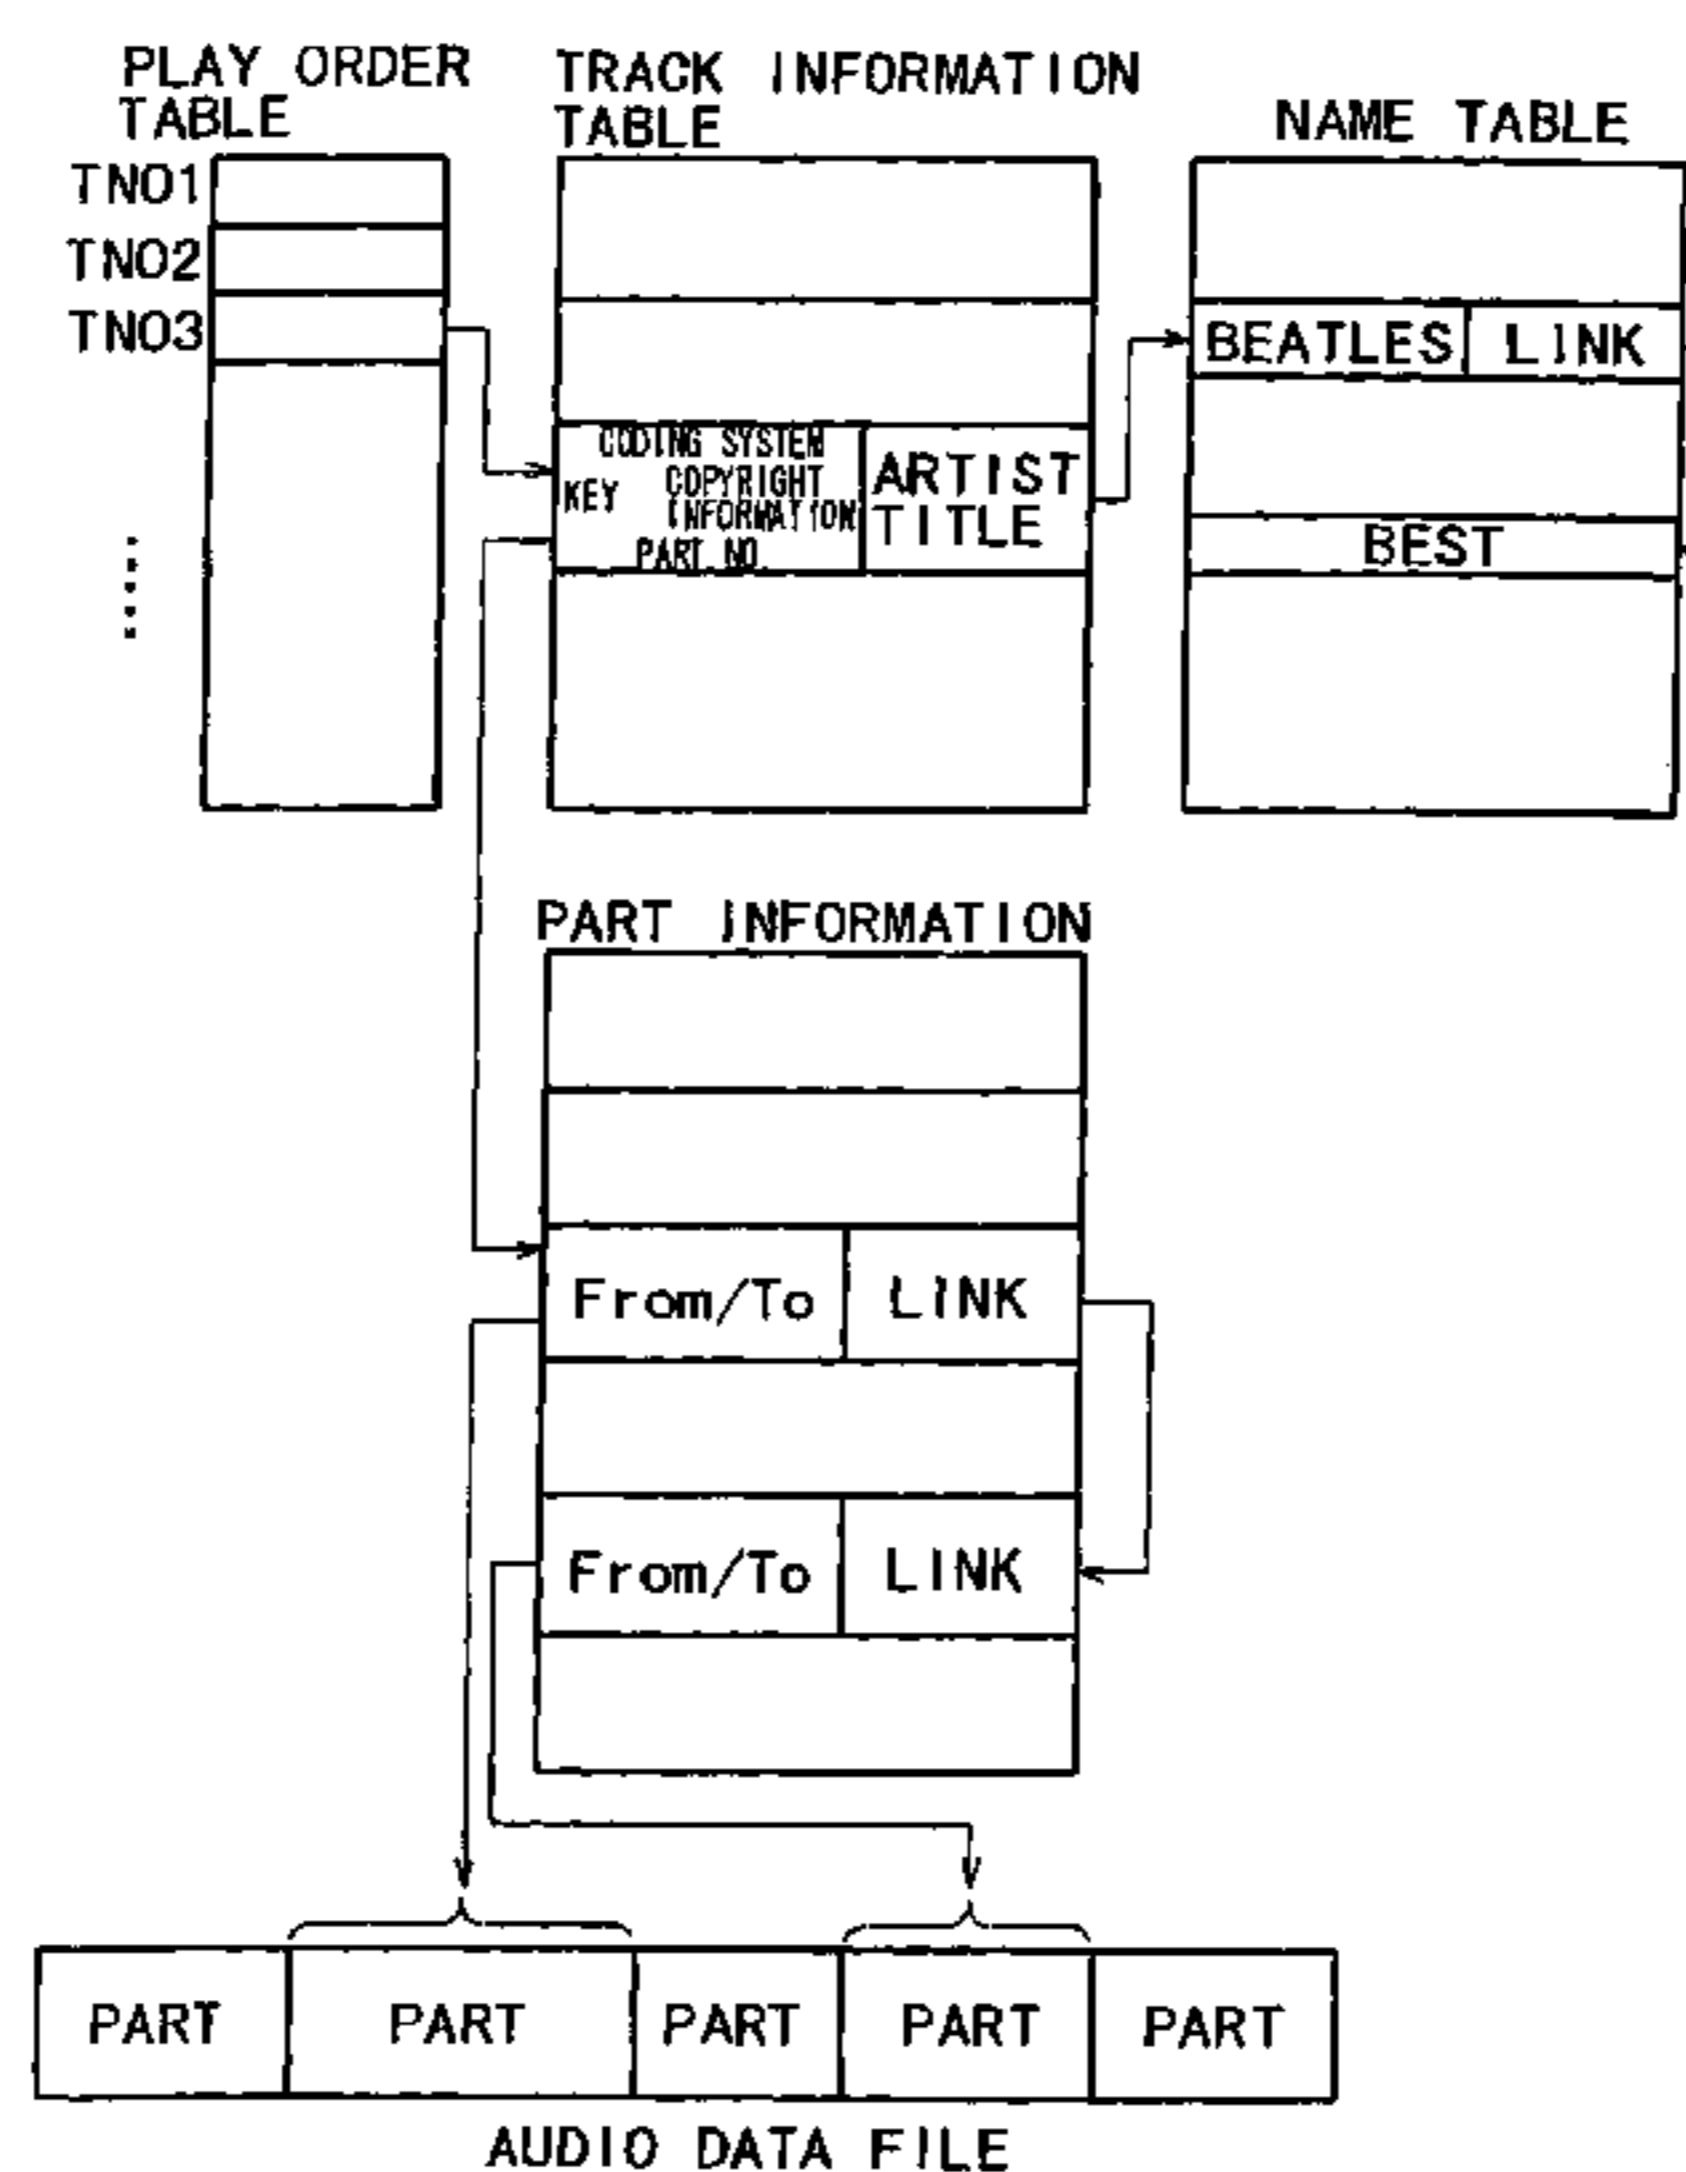 PLAY ORDER
TABLE
TRACK INFORMATION
TABLE
NAME TABLE
TNO1
TNO2
TNO3
BEATLES LINK
CODING SYSTEM
KEY COPYRIGHT
INFORMATION
PART NO.
ARTIST
TITLE
BEST
PART INFORMATION
From/To LINK
From/To LINK
PART PART PART PART PART
AUDIO DATA FILE